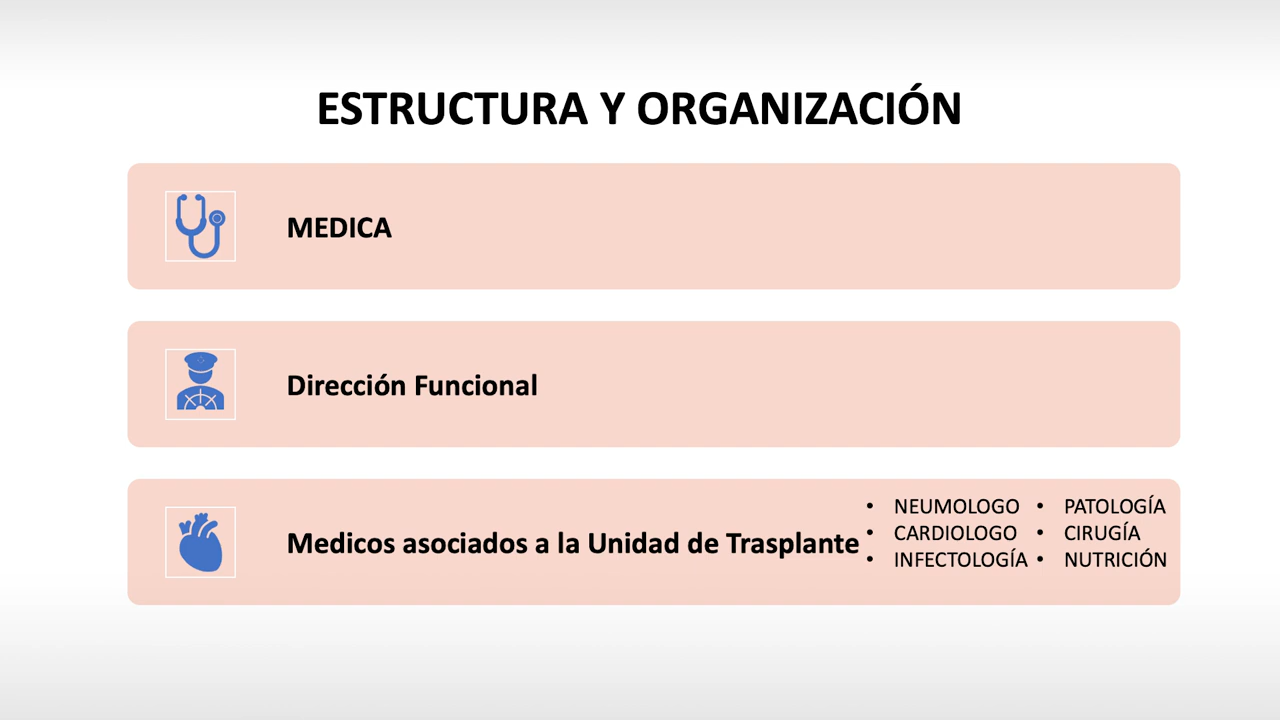 ESTRUCTURA Y ORGANIZACIÓN
MEDICA
Dirección Funcional
Medicos asociados a la Unidad de Trasplante
• NEUMOLOGO
• CARDIOLOGO
• INFECTOLOGÍA
• PATOLOGÍA
• CIRUGÍA
• NUTRICIÓN